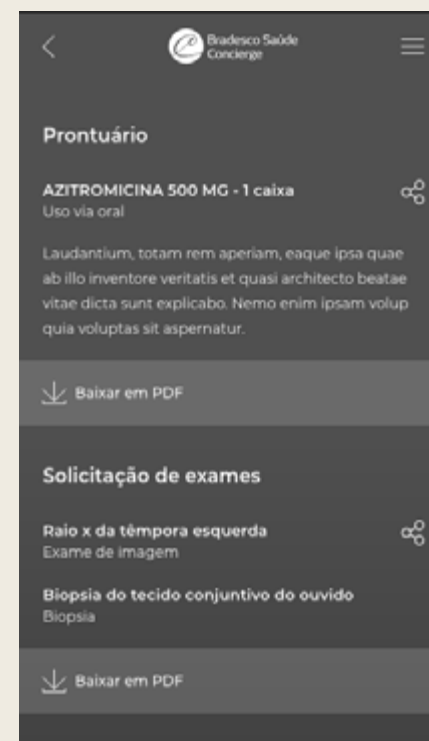 Bradesco Saúde
Concierge
Prontuário
AZITROMICINA 500 MG - 1 caixa
Uso via oral
Laudantium, totam rem aperiam, eaque ipsa quae
ab illo inventore veritatis et quasi architecto beatae
vitae dicta sunt explicabo. Nemo enim ipsam volup
quia voluptas sit aspernatur.
Baixar em PDF
Solicitação de exames
Raio x da têmpora esquerda
Exame de imagem
Biopsia do tecido conjuntivo do ouvido
Biopsia
Baixar em PDF